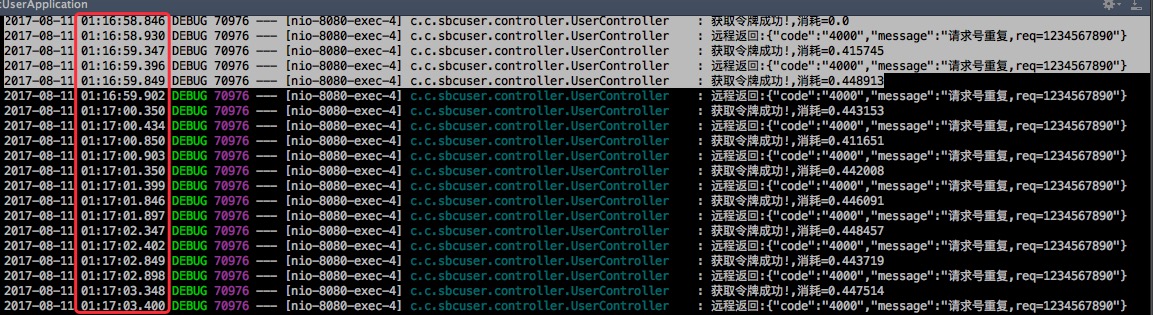 :UserApplication
2017-08-11 01:16:58.846 DEBUG 70976 --- [nio-8080-exec-4] c.c.sbcuser.controller.UserController : 获取令牌成功!,消耗=0.0
2017-08-11 01:16:58.930 DEBUG 70976 --- [nio-8080-exec-4] c.c.sbcuser.controller.UserController : 远程返回:{"code":"4000","message":"请求号重复,req=1234567890"}
2017-08-11 01:16:59.347 DEBUG 70976 --- [nio-8080-exec-4] c.c.sbcuser.controller.UserController : 获取令牌成功!,消耗=0.415745
2017-08-11 01:16:59.396 DEBUG 70976 --- [nio-8080-exec-4] c.c.sbcuser.controller.UserController : 远程返回:{"code":"4000","message":"请求号重复,req=1234567890"}
2017-08-11 01:16:59.849 DEBUG 70976 --- [nio-8080-exec-4] c.c.sbcuser.controller.UserController : 获取令牌成功!,消耗=0.448913
2017-08-11 01:16:59.902 DEBUG 70976 --- [nio-8080-exec-4] c.c.sbcuser.controller.UserController : 远程返回:{"code":"4000","message":"请求号重复,req=1234567890"}
2017-08-11 01:17:00.350 DEBUG 70976 --- [nio-8080-exec-4] c.c.sbcuser.controller.UserController : 获取令牌成功!,消耗=0.443153
2017-08-11 01:17:00.434 DEBUG 70976 --- [nio-8080-exec-4] c.c.sbcuser.controller.UserController : 远程返回:{"code":"4000","message":"请求号重复,req=1234567890"}
2017-08-11 01:17:00.850 DEBUG 70976 --- [nio-8080-exec-4] c.c.sbcuser.controller.UserController : 获取令牌成功!,消耗=0.411651
2017-08-11 01:17:00.903 DEBUG 70976 --- [nio-8080-exec-4] c.c.sbcuser.controller.UserController : 远程返回:{"code":"4000","message":"请求号重复,req=1234567890"}
2017-08-11 01:17:01.350 DEBUG 70976 --- [nio-8080-exec-4] c.c.sbcuser.controller.UserController : 获取令牌成功!,消耗=0.442008
2017-08-11 01:17:01.399 DEBUG 70976 --- [nio-8080-exec-4] c.c.sbcuser.controller.UserController : 远程返回:{"code":"4000","message":"请求号重复,req=1234567890"}
2017-08-11 01:17:01.846 DEBUG 70976 --- [nio-8080-exec-4] c.c.sbcuser.controller.UserController : 获取令牌成功!,消耗=0.446091
2017-08-11 01:17:01.897 DEBUG 70976 --- [nio-8080-exec-4] c.c.sbcuser.controller.UserController : 远程返回:{"code":"4000","message":"请求号重复,req=1234567890"}
2017-08-11 01:17:02.347 DEBUG 70976 --- [nio-8080-exec-4] c.c.sbcuser.controller.UserController : 获取令牌成功!,消耗=0.448457
2017-08-11 01:17:02.402 DEBUG 70976 --- [nio-8080-exec-4] c.c.sbcuser.controller.UserController : 远程返回:{"code":"4000","message":"请求号重复,req=1234567890"}
2017-08-11 01:17:02.849 DEBUG 70976 --- [nio-8080-exec-4] c.c.sbcuser.controller.UserController : 获取令牌成功!,消耗=0.443719
2017-08-11 01:17:02.898 DEBUG 70976 --- [nio-8080-exec-4] c.c.sbcuser.controller.UserController : 远程返回:{"code":"4000","message":"请求号重复,req=1234567890"}
2017-08-11 01:17:03.348 DEBUG 70976 --- [nio-8080-exec-4] c.c.sbcuser.controller.UserController : 获取令牌成功!,消耗=0.447514
2017-08-11 01:17:03.400 DEBUG 70976 --- [nio-8080-exec-4] c.c.sbcuser.controller.UserController : 远程返回:{"code":"4000","message":"请求号重复,req=1234567890"}